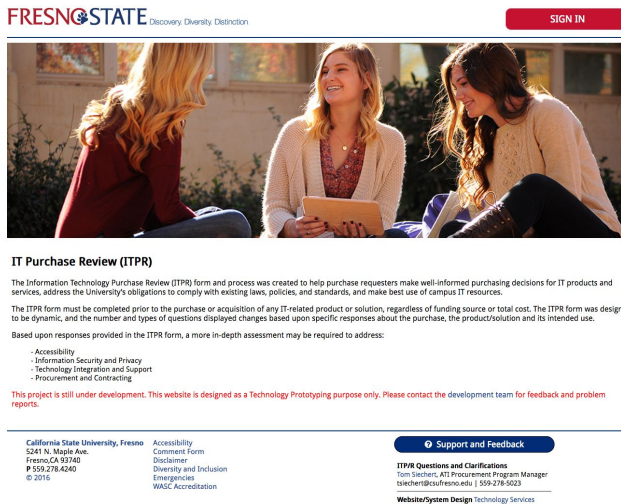 FRESNO STATE Discovery. Diversity. Distinction.
SIGN IN
IT Purchase Review (ITPR)
The Information Technology Purchase Review (ITPR) form and process was created to help purchase requesters make well-informed purchasing decisions for IT products and
services, address the University's obligations to comply with existing laws, policies, and standards, and make best use of campus IT resources.
The ITPR form must be completed prior to the purchase or acquisition of any IT-related product or solution, regardless of funding source or total cost. The ITPR form was desig
to be dynamic, and the number and types of questions displayed changes based upon specific responses about the purchase, the product/solution and its intended use.
Based upon responses provided in the ITPR form, a more in-depth assessment may be required to address:
- Accessibility
- Information Security and Privacy
- Technology Integration and Support
- Procurement and Contracting
This project is still under development. This website is designed as a Technology Prototyping purpose only. Please contact the development team for feedback and problem
reports.
California State University, Fresno
5241 N. Maple Ave.
Fresno,CA 93740
P 559.278.4240
© 2016
Accessibility
Comment Form
Disclaimer
Diversity and Inclusion
Emergencies
WASC Accreditation
Support and Feedback
ITP/R Questions and Clarifications
Tom Siechert, ATI Procurement Program Manager
tsiechert@csufresno.edu | 559-278-5023
Website/System Design Technology Services